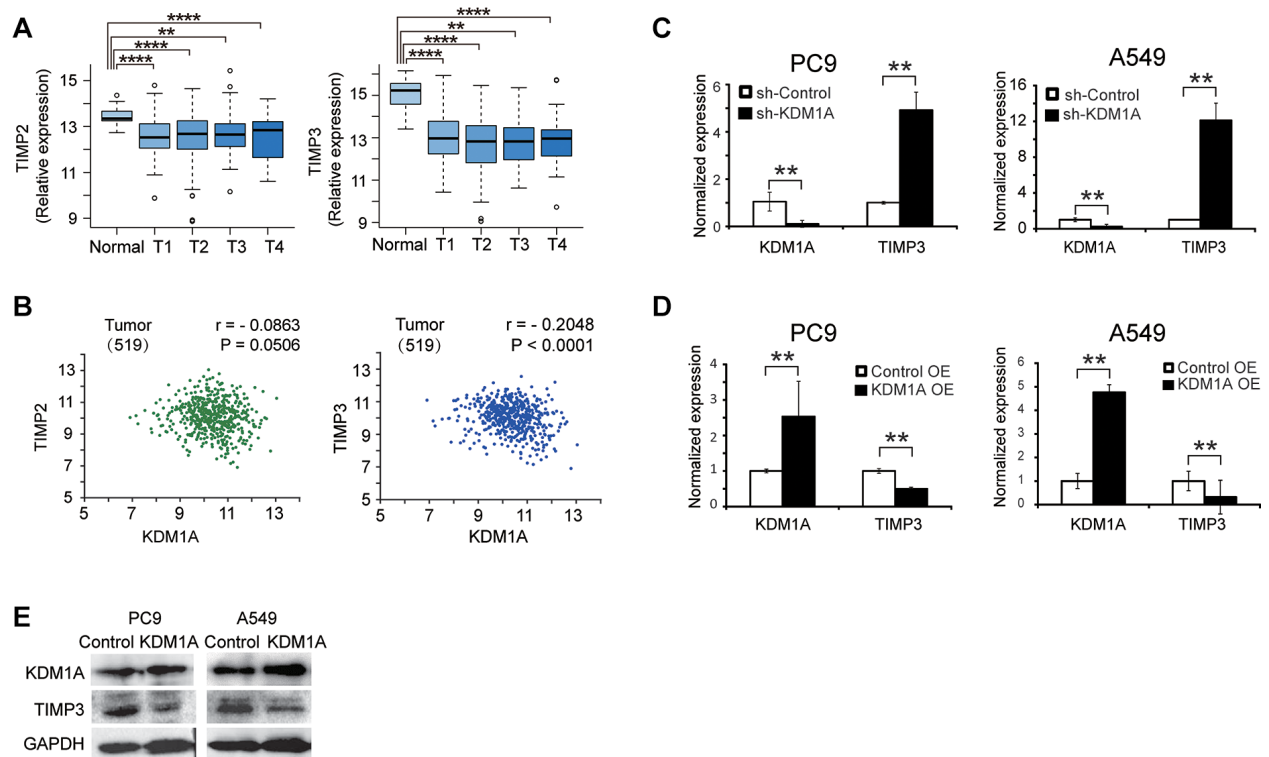 A
****
**
****
****
TIMP2
(Relative expression)
15
13
11
9
Normal T1 T2 T3 T4
****
**
****
****
TIMP3
(Relative expression)
15
13
11
9
Normal T1 T2 T3 T4
B
Tumor r = - 0.0863
(519) P = 0.0506
TIMP2
13
11
9
7
5
5 7 9 11 13
KDM1A
Tumor r = - 0.2048
(519) P < 0.0001
TIMP3
13
11
9
7
5
5 7 9 11 13
KDM1A
C
PC9
sh-Control
sh-KDM1A
Normalized expression
6
4
2
0
**
**
KDM1A TIMP3
A549
sh-Control
sh-KDM1A
Normalized expression
16
12
8
4
0
**
**
KDM1A TIMP3
D
PC9
Control OE
KDM1A OE
Normalized expression
4
3
2
1
0
**
**
KDM1A TIMP3
A549
Control OE
KDM1A OE
Normalized expression
6
5
4
3
2
1
0
**
**
KDM1A TIMP3
E
PC9 A549
Control KDM1A Control KDM1A
KDM1A
TIMP3
GAPDH